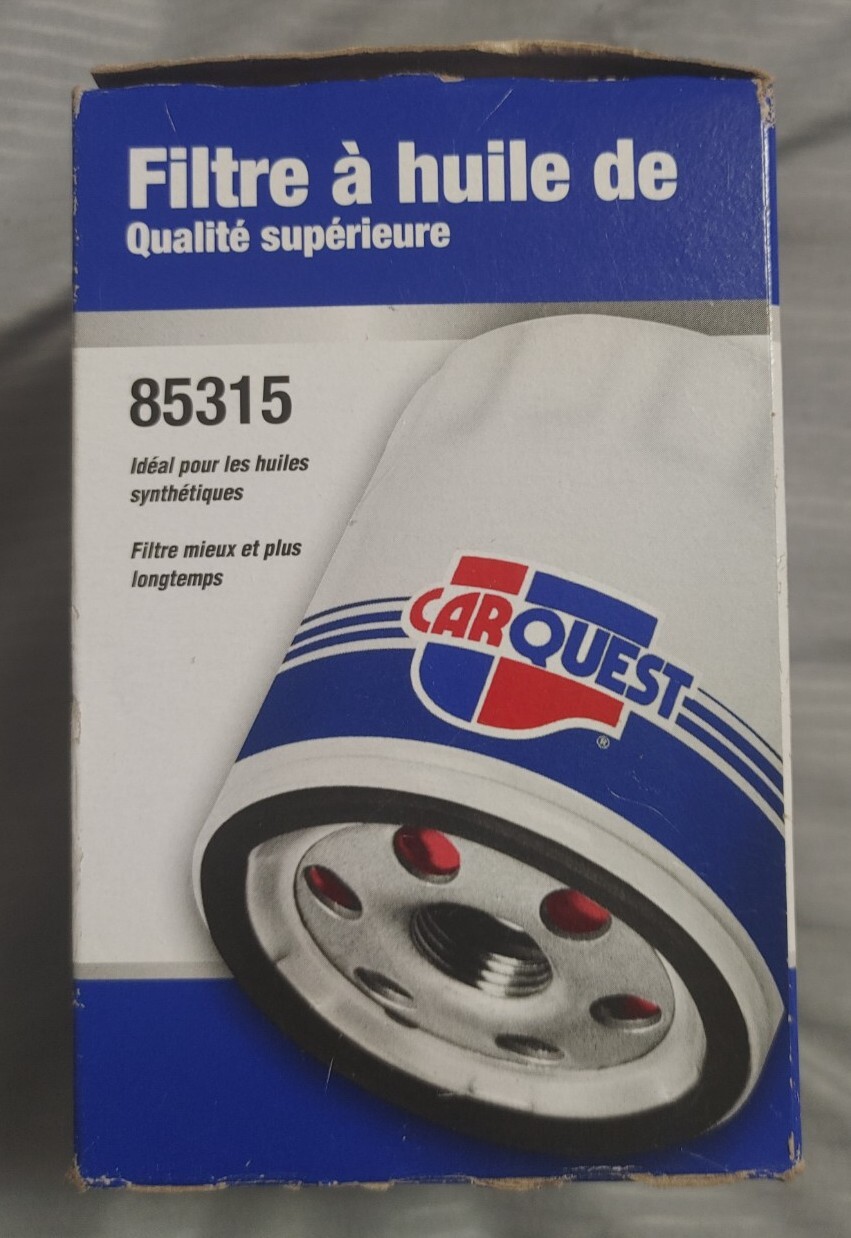 Filtre à huile de
Qualité supérieure
85315
Idéal pour les huiles
synthétiques
Filtre mieux et plus
longtemps
CARQUEST
®